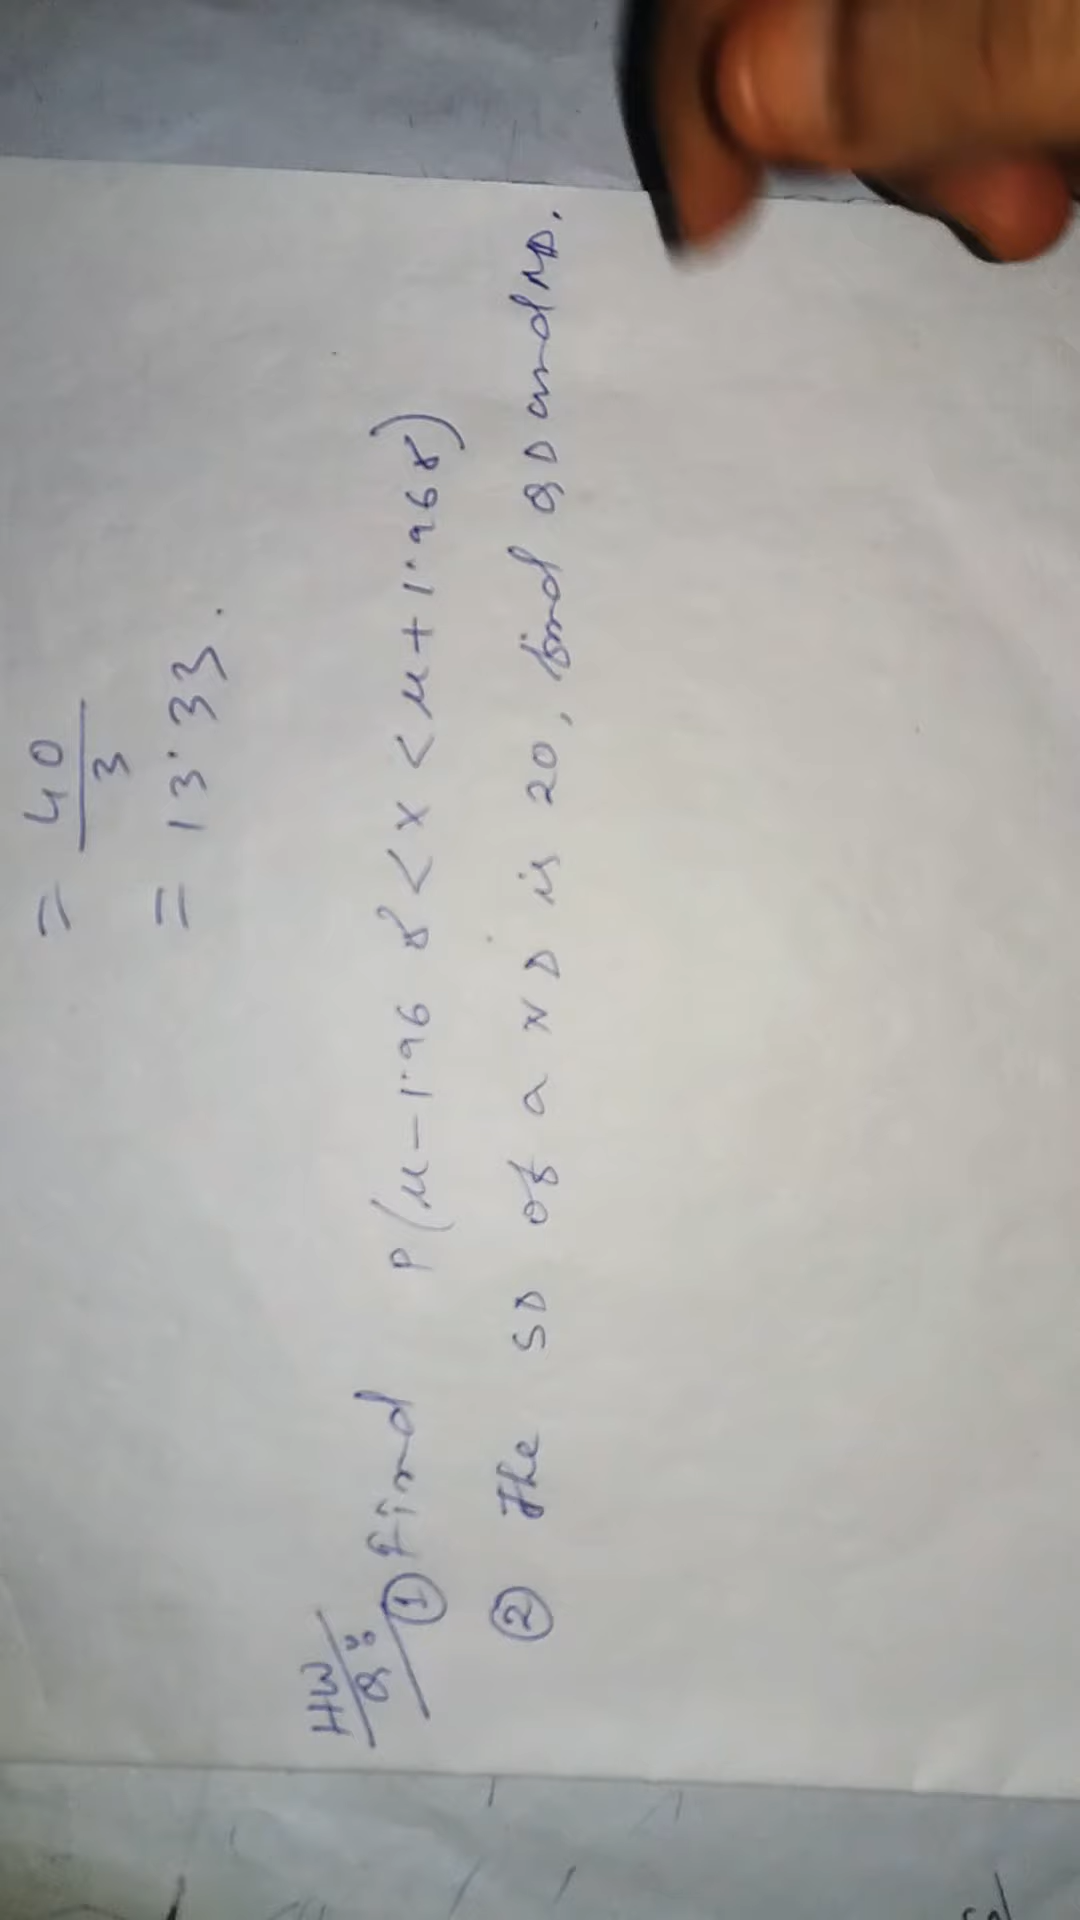 = 40/3
= 13.33.
HW
Q:
① Find P(μ-1.96 σ < x < μ+1.96σ)
② The SD of a ND is 20, find QD and MD.